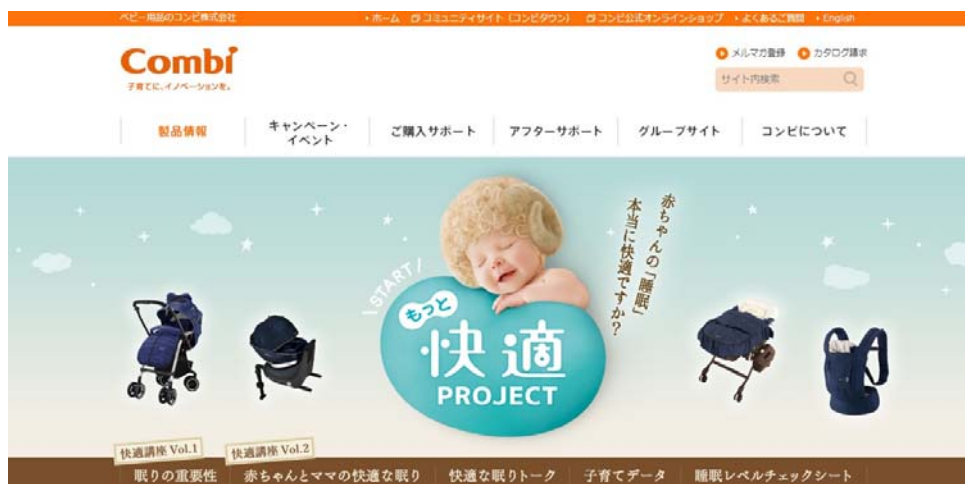 ベビー用品のコンビ株式会社
ホーム
コミュニティサイト（コンビタウン）
コンビ公式オンラインショップ
よくあるご質問
English
Combi
子育てに、イノベーションを。
メルマガ登録
カタログ請求
サイト内検索
製品情報
キャンペーン・
イベント
ご購入サポート
アフターサポート
グループサイト
コンビについて
赤ちゃんの「睡眠」
本当に快適ですか？
START
もっと
快適
PROJECT
快適講座 Vol.1
快適講座 Vol.2
眠りの重要性
赤ちゃんとママの快適な眠り
快適な眠りトーク
子育てデータ
睡眠レベルチェックシート